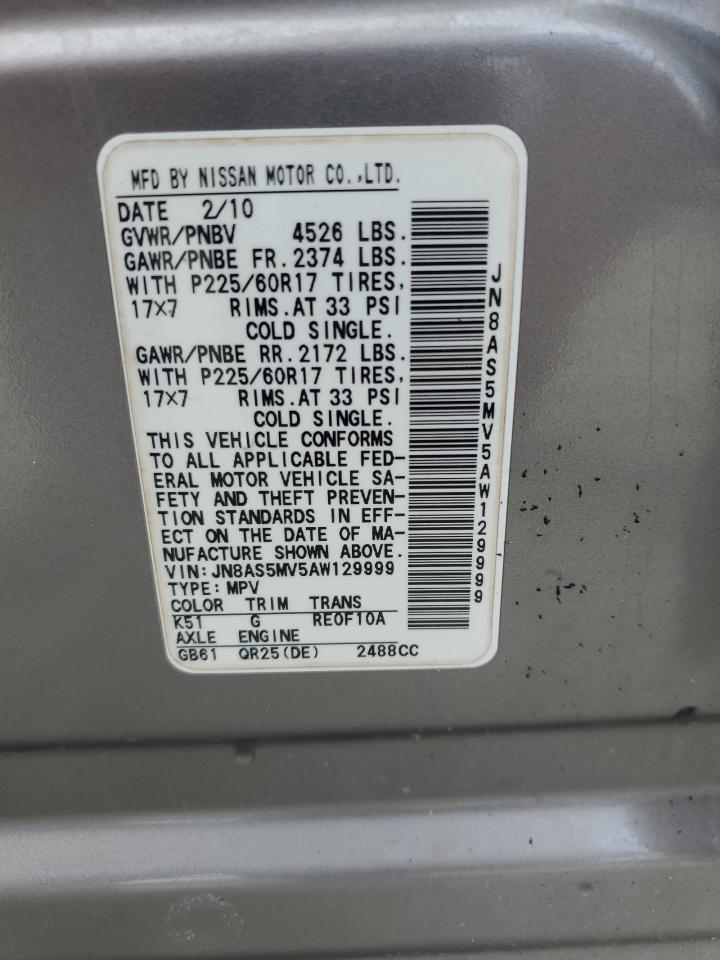 MFD BY NISSAN MOTOR CO.,LTD.
DATE 2/10
GVWR/PNBV 4526 LBS.
GAWR/PNBE FR.2374 LBS.
WITH P225/60R17 TIRES,
17×7 RIMS.AT 33 PSI
COLD SINGLE.
GAWR/PNBE RR.2172 LBS.
WITH P225/60R17 TIRES,
17×7 RIMS.AT 33 PSI
COLD SINGLE.
THIS VEHICLE CONFORMS
TO ALL APPLICABLE FED-
ERAL MOTOR VEHICLE SA-
FETY AND THEFT PREVEN-
TION STANDARDS IN EFF-
ECT ON THE DATE OF MA-
NUFACTURE SHOWN ABOVE.
VIN:JN8AS5MV5AW129999
TYPE:MPV
COLOR TRIM TRANS
K51 G RE0F10A
AXLE ENGINE
GB61 QR25(DE) 2488CC
JN8AS5MV5AW129999